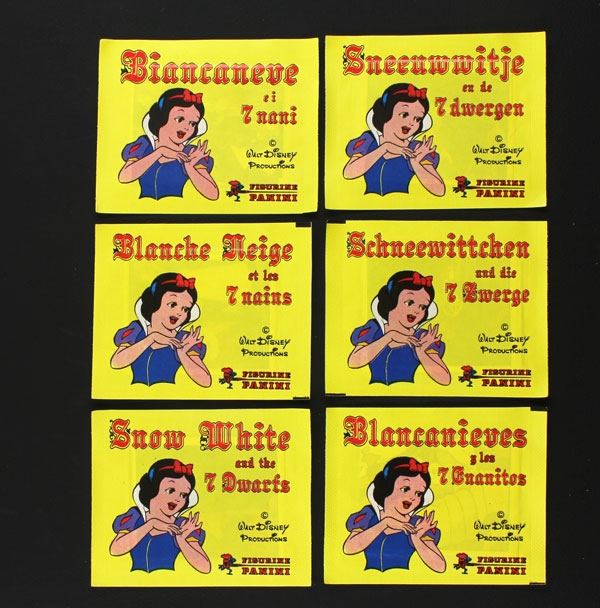 Biancaneve
e i
7 nani
©
WALT DISNEY
PRODUCTIONS
FIGURINE
PANINI
Sneeuwwitje
en de
7 dwergen
©
WALT DISNEY
PRODUCTIONS
FIGURINE
PANINI
Blanche Neige
et les
7 nains
©
WALT DISNEY
PRODUCTIONS
FIGURINE
PANINI
Schneewittchen
und die
7 Zwerge
©
WALT DISNEY
PRODUCTIONS
FIGURINE
PANINI
Snow White
and the
7 Dwarfs
©
WALT DISNEY
PRODUCTIONS
FIGURINE
PANINI
Blancanieves
y los
7 Enanitos
©
WALT DISNEY
PRODUCTIONS
FIGURINE
PANINI